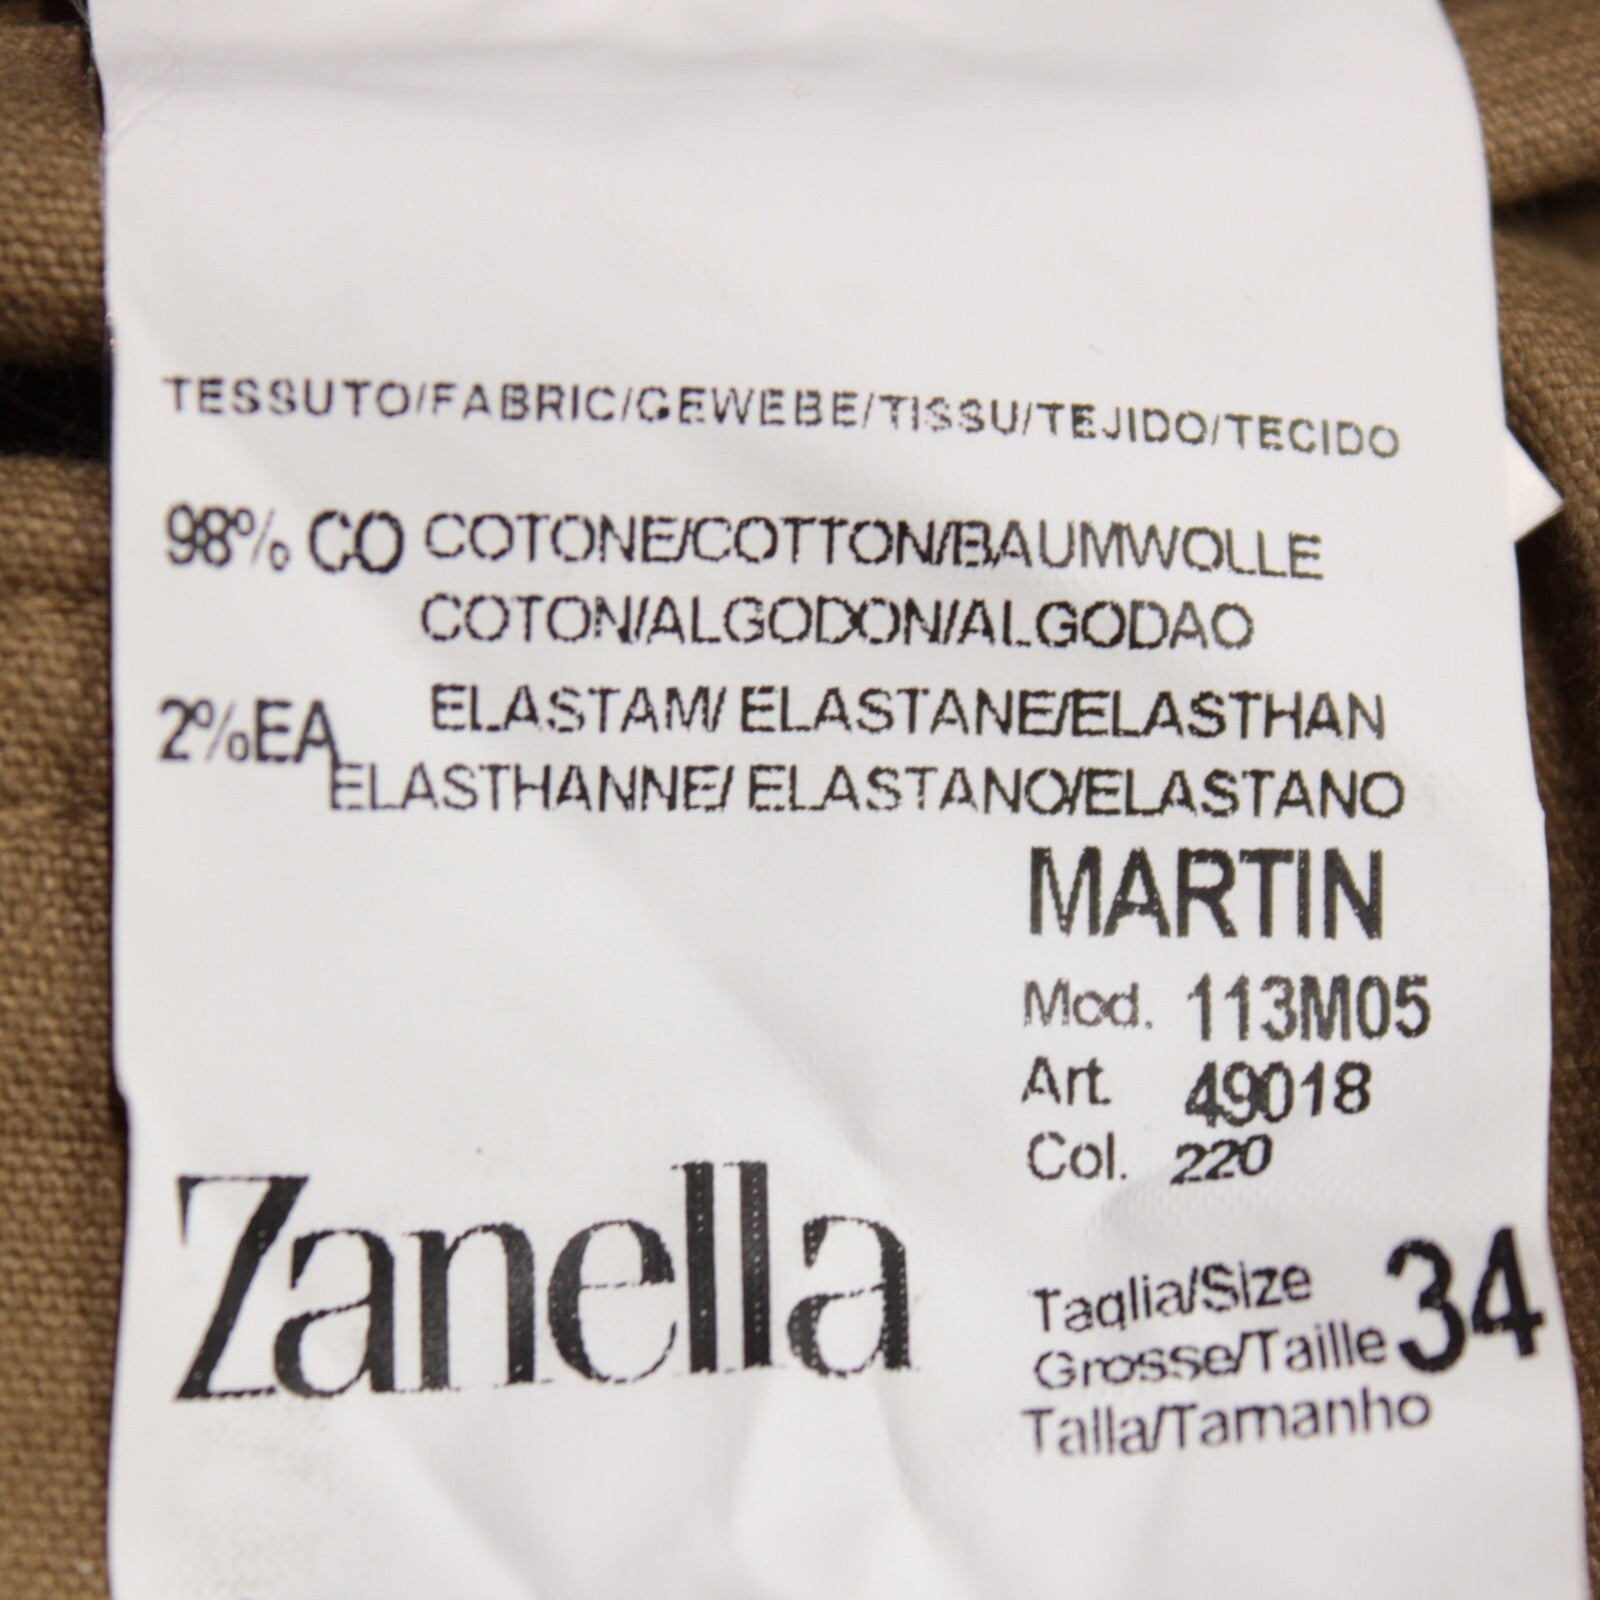 TESSUTO/FABRIC/GEWEBE/TISSU/TEJIDO/TECIDO
98% CO COTONE/COTTON/BAUMWOLLE
COTON/ALGODON/ALGODAO
2%EA ELASTAM/ ELASTANE/ELASTHAN
ELASTHANNE/ ELASTANO/ELASTANO
MARTIN
Mod. 113M05
Art. 49018
Col. 220
Zanella
Taglia/Size
Grosse/Taille 34
Talla/Tamanho